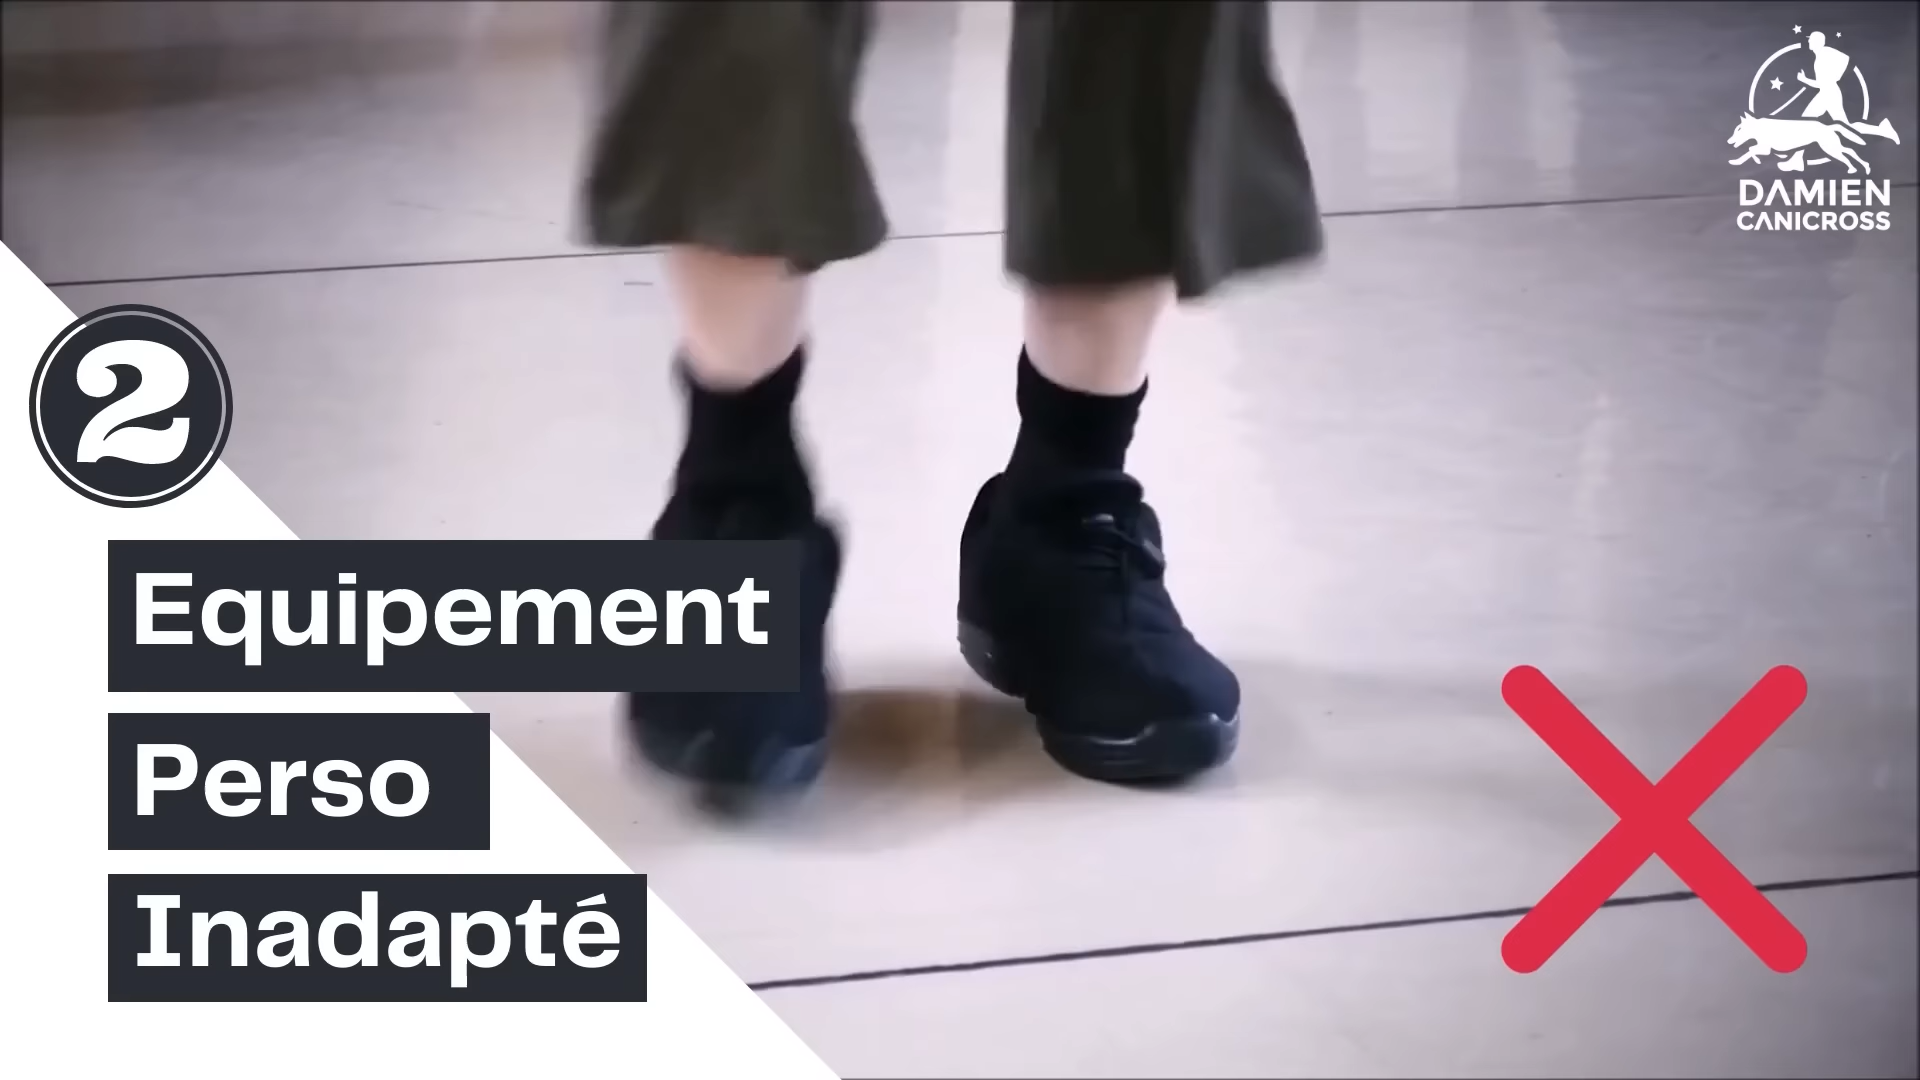 DAMIEN
CANICROSS
2
Equipement
Perso
Inadapté